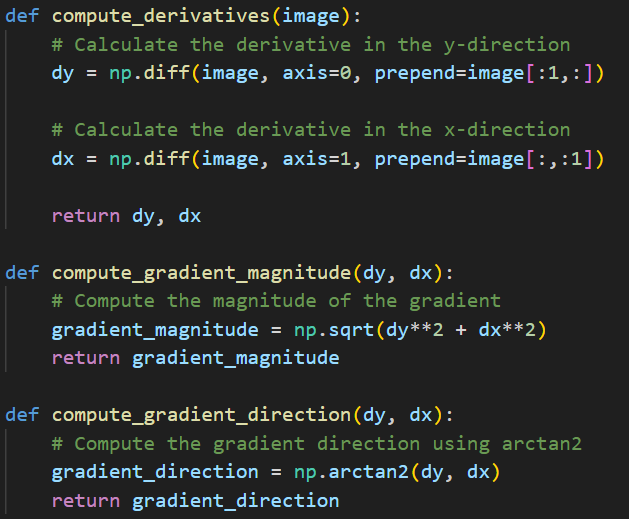 def compute_derivatives(image):
    # Calculate the derivative in the y-direction
    dy = np.diff(image, axis=0, prepend=image[:1,:])

    # Calculate the derivative in the x-direction
    dx = np.diff(image, axis=1, prepend=image[:,:1])

    return dy, dx

def compute_gradient_magnitude(dy, dx):
    # Compute the magnitude of the gradient
    gradient_magnitude = np.sqrt(dy**2 + dx**2)
    return gradient_magnitude

def compute_gradient_direction(dy, dx):
    # Compute the gradient direction using arctan2
    gradient_direction = np.arctan2(dy, dx)
    return gradient_direction